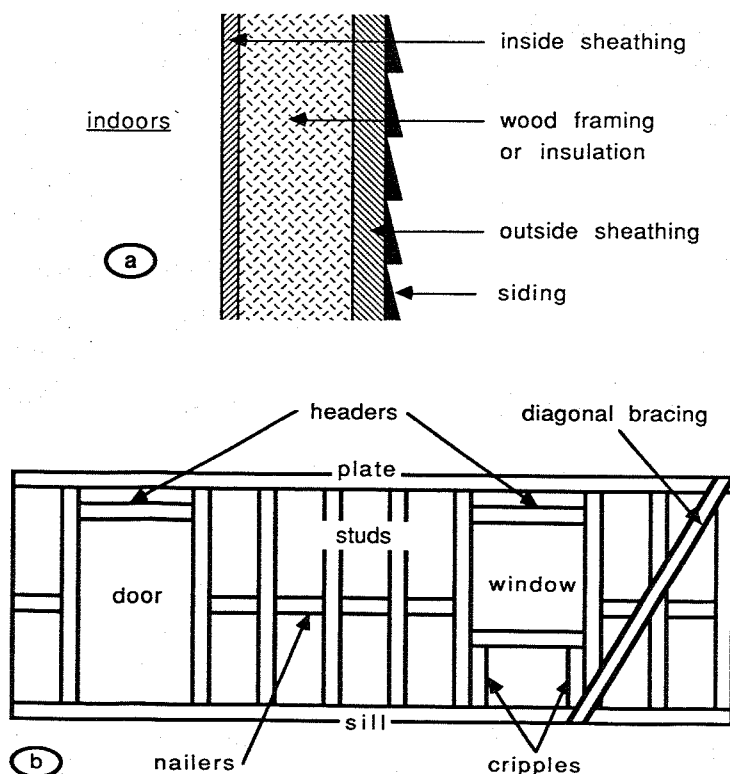 inside sheathing
indoors
wood framing
or insulation
outside sheathing
a
siding
headers
diagonal bracing
plate
studs
door
window
sill
b
nailers
cripples